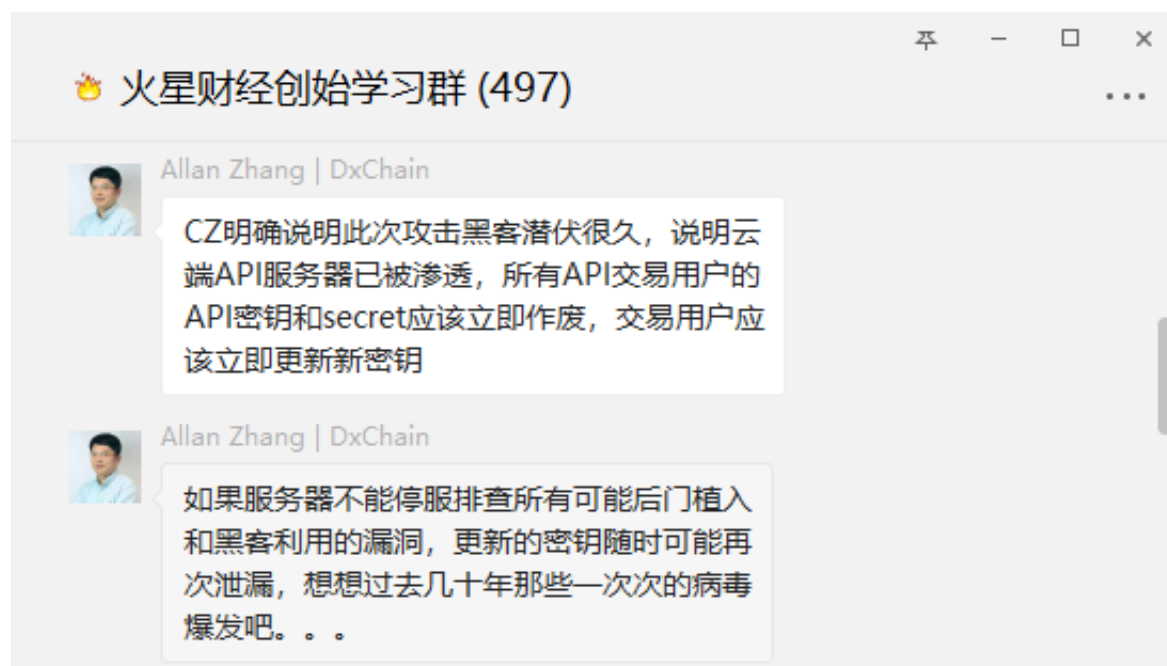 火星财经创始学习群 (497)
Allan Zhang | DxChain
CZ明确说明此次攻击黑客潜伏很久，说明云
端API服务器已被渗透，所有API交易用户的
API密钥和secret应该立即作废，交易用户应
该立即更新新密钥
Allan Zhang | DxChain
如果服务器不能停服排查所有可能后门植入
和黑客利用的漏洞，更新的密钥随时可能再
次泄漏，想想过去几十年那些一次次的病毒
爆发吧。。。